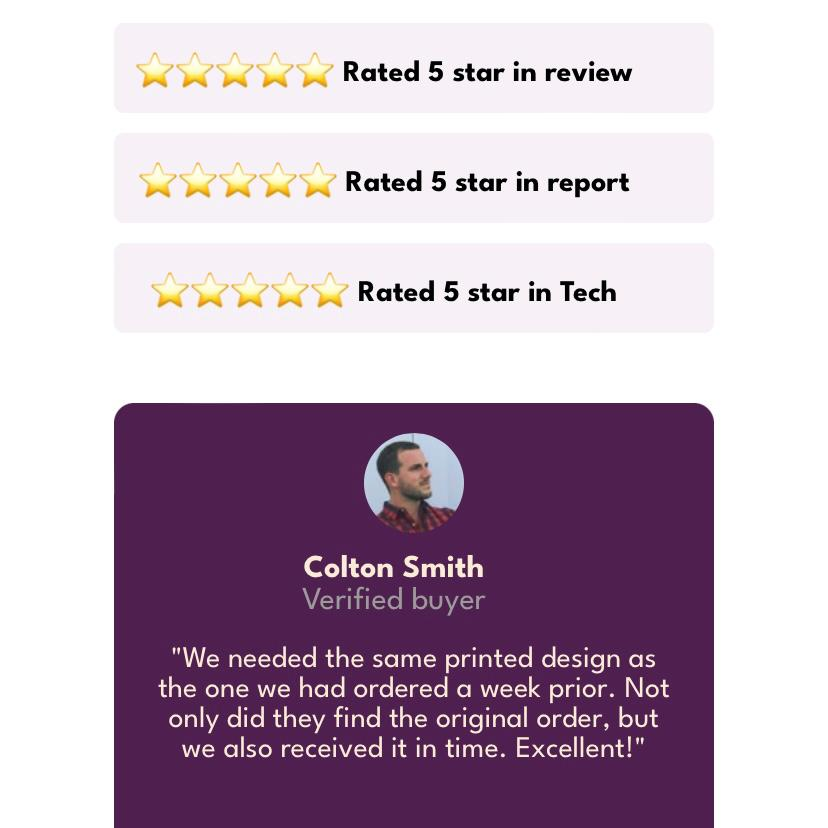 Rated 5 star in review
Rated 5 star in report
Rated 5 star in Tech
Colton Smith
Verified buyer
"We needed the same printed design as
the one we had ordered a week prior. Not
only did they find the original order, but
we also received it in time. Excellent!"